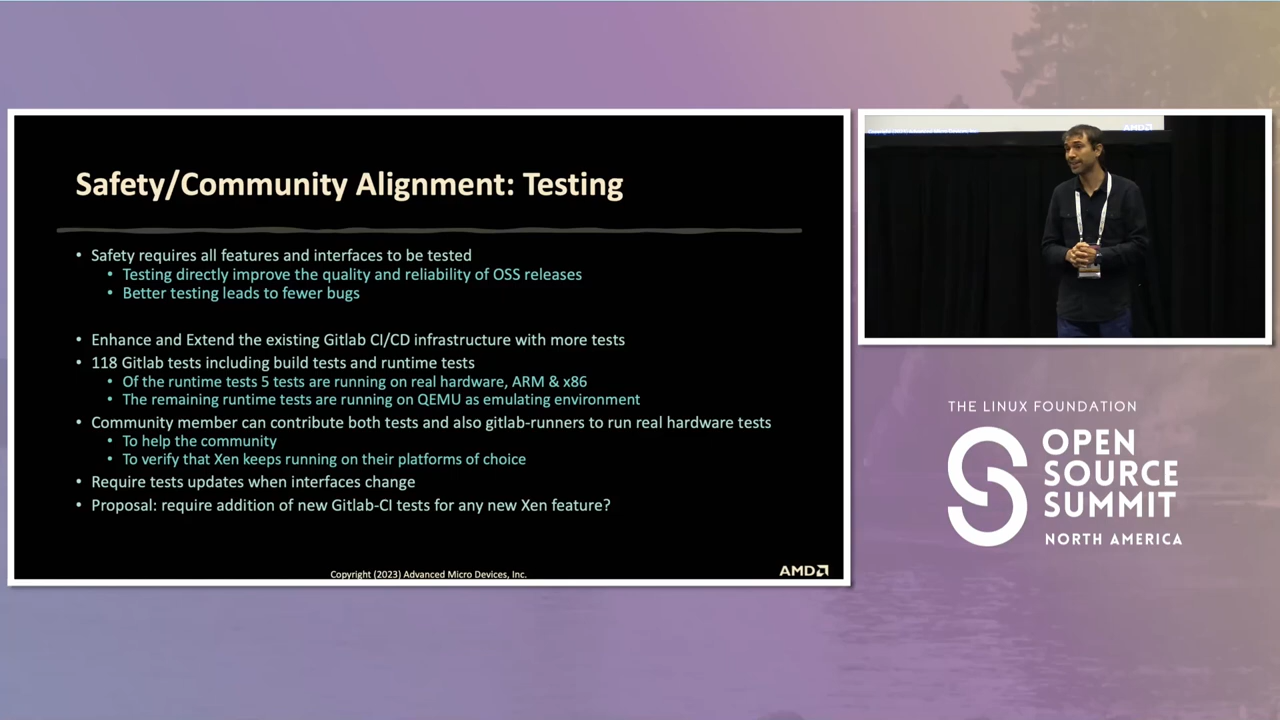 Safety/Community Alignment: Testing
• Safety requires all features and interfaces to be tested
• Testing directly improve the quality and reliability of OSS releases
• Better testing leads to fewer bugs
• Enhance and Extend the existing Gitlab CI/CD infrastructure with more tests
• 118 Gitlab tests including build tests and runtime tests
• Of the runtime tests 5 tests are running on real hardware, ARM & x86
• The remaining runtime tests are running on QEMU as emulating environment
• Community member can contribute both tests and also gitlab-runners to run real hardware tests
• To help the community
• To verify that Xen keeps running on their platforms of choice
• Require tests updates when interfaces change
• Proposal: require addition of new Gitlab-CI tests for any new Xen feature?
Copyright (2023) Advanced Micro Devices, Inc.
AMD
AMD
THE LINUX FOUNDATION
OPEN
SOURCE
SUMMIT
NORTH AMERICA